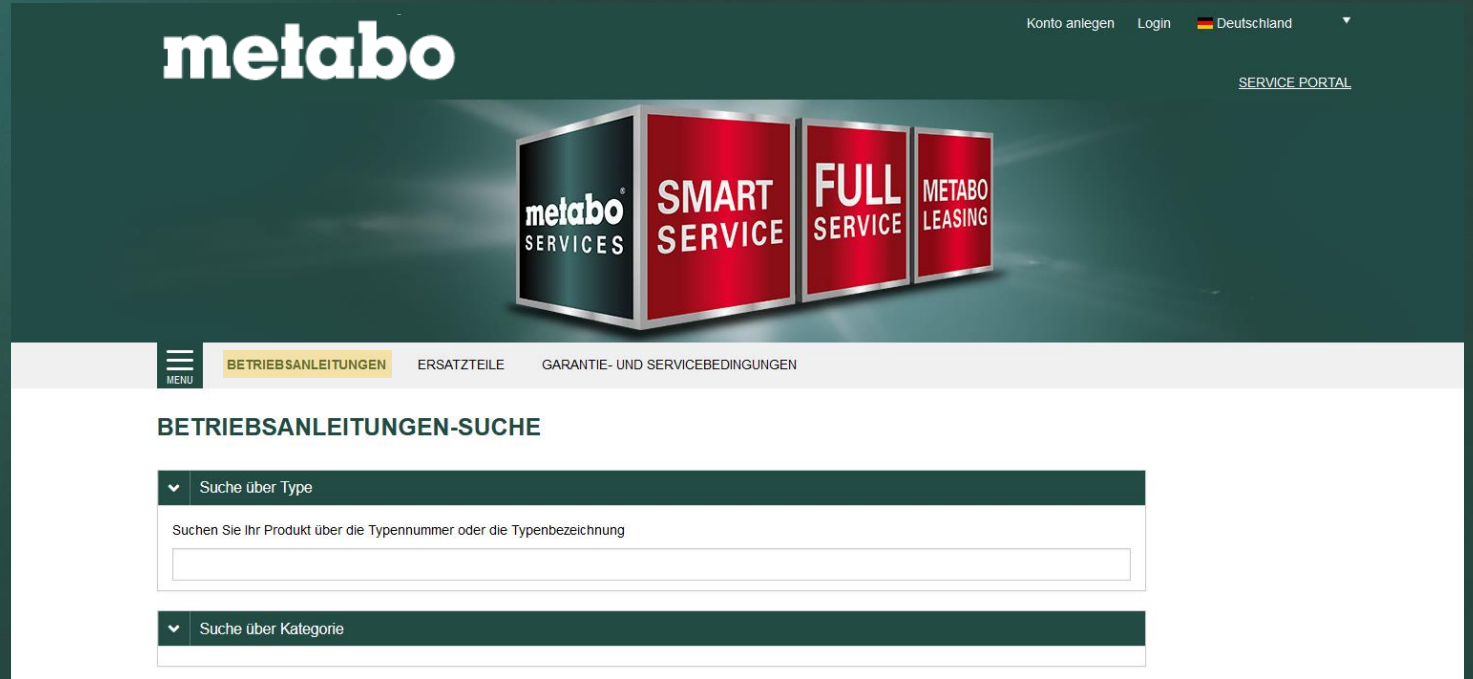 metabo
Konto anlegen Login Deutschland
SERVICE PORTAL
metabo®
SERVICES
SMART
SERVICE
FULL
SERVICE
METABO
LEASING
MENU
BETRIEBSANLEITUNGEN ERSATZTEILE GARANTIE- UND SERVICEBEDINGUNGEN
BETRIEBSANLEITUNGEN-SUCHE
Suche über Type
Suchen Sie Ihr Produkt über die Typennummer oder die Typenbezeichnung
Suche über Kategorie